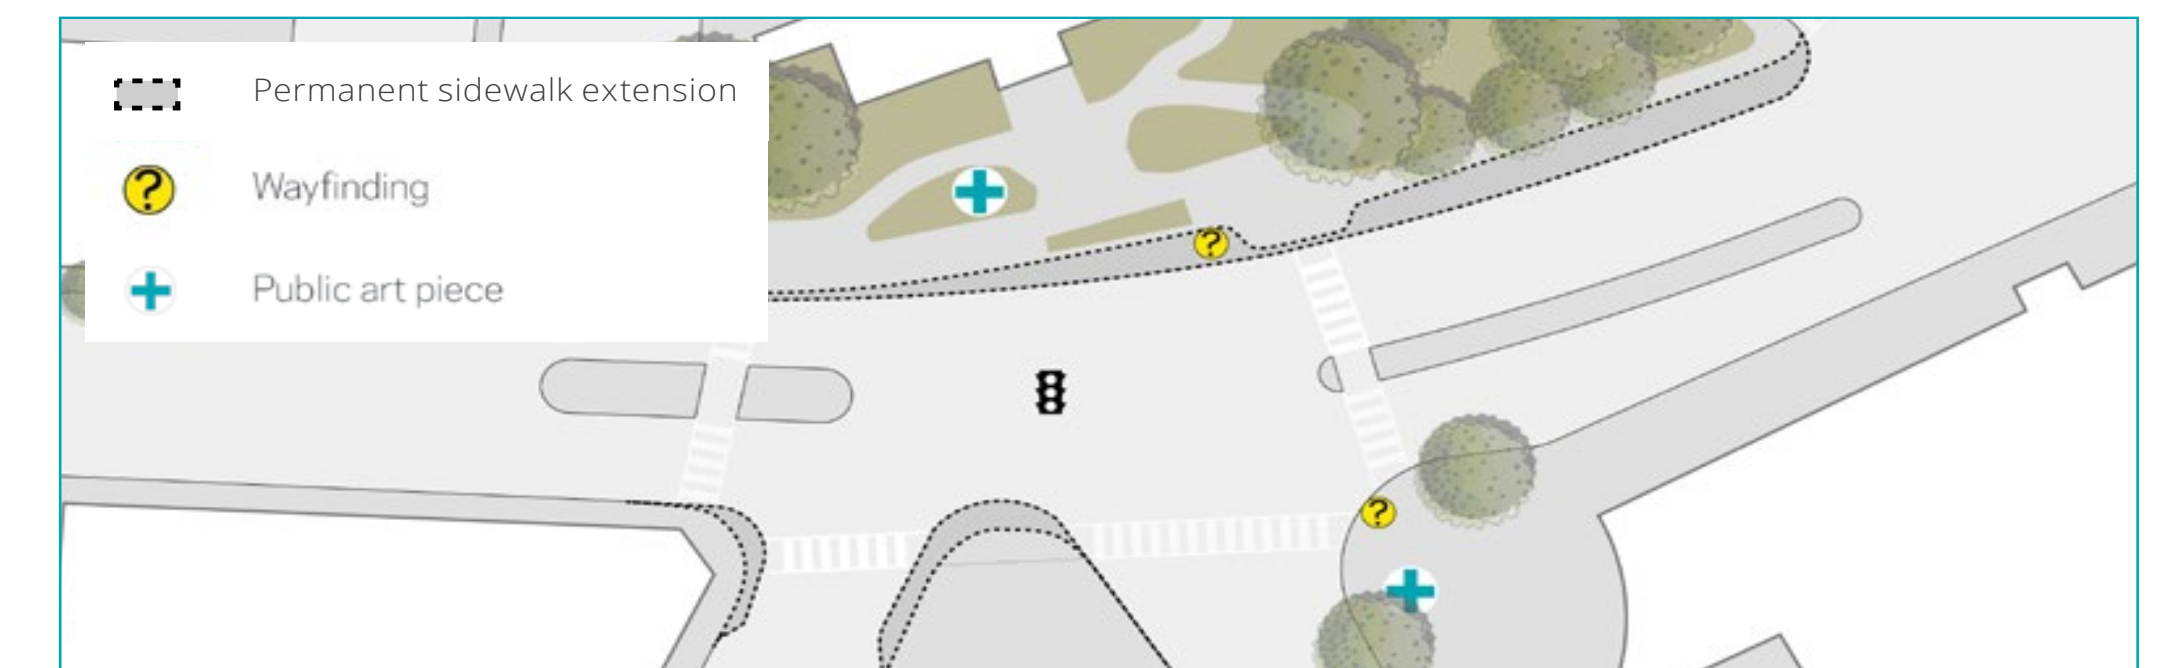 Permanent sidewalk extension
? Wayfinding
Public art piece
?
?